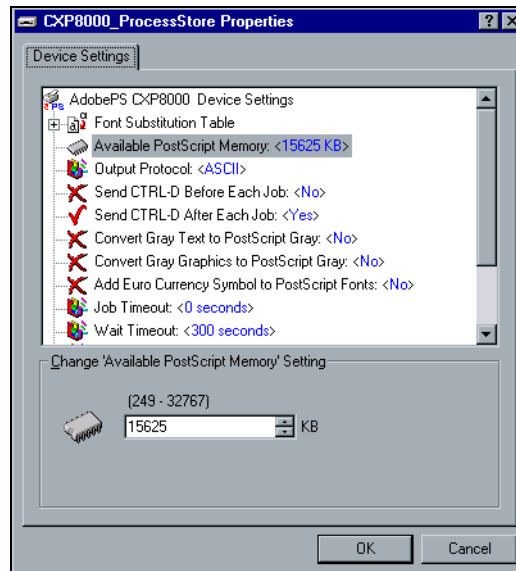 CXP8000_ProcessStore Properties
Device Settings
AdobePS CXP8000 Device Settings
Font Substitution Table
Available PostScript Memory: <15625 KB>
Output Protocol: <ASCII>
Send CTRL-D Before Each Job: <No>
Send CTRL-D After Each Job: <Yes>
Convert Gray Text to PostScript Gray: <No>
Convert Gray Graphics to PostScript Gray: <No>
Add Euro Currency Symbol to PostScript Fonts: <No>
Job Timeout: <0 seconds>
Wait Timeout: <300 seconds>
Change 'Available PostScript Memory' Setting
(249 - 32767)
15625 KB
OK Cancel